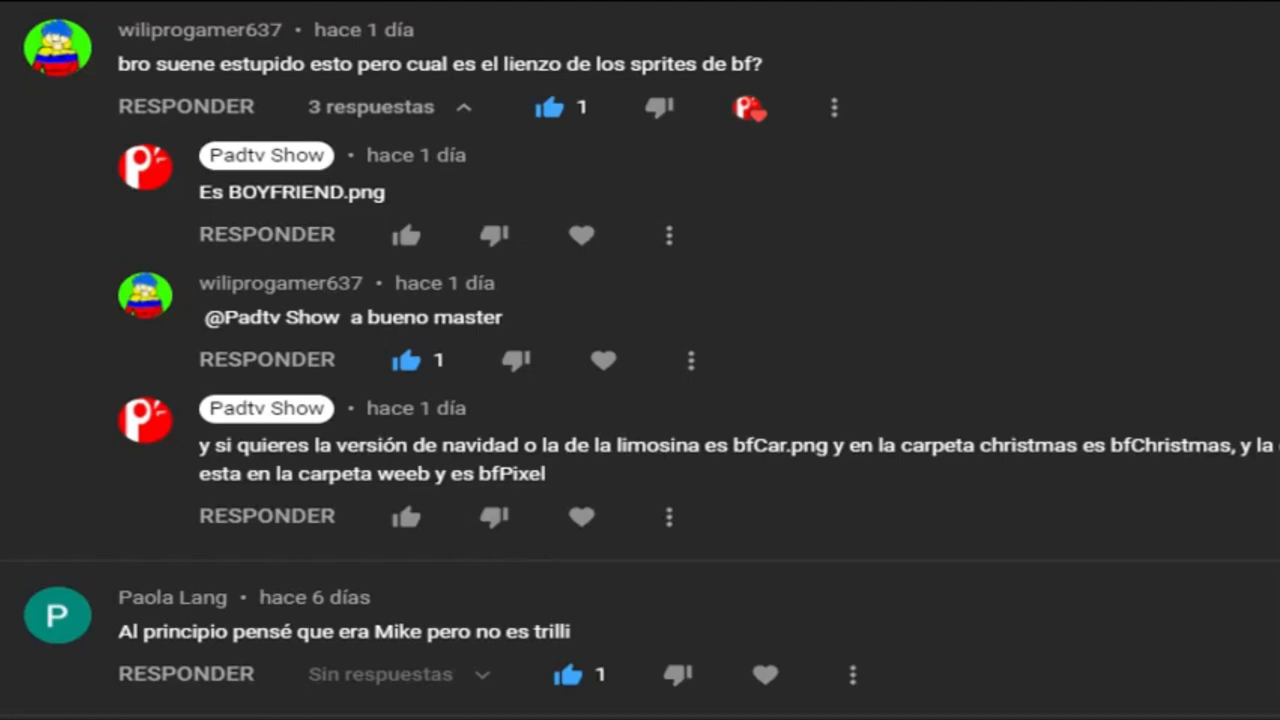 wiliprogamer637 • hace 1 día
bro suene estupido esto pero cual es el lienzo de los sprites de bf?
RESPONDER 3 respuestas 1
Padtv Show • hace 1 día
Es BOYFRIEND.png
RESPONDER
wiliprogamer637 • hace 1 día
@Padtv Show a bueno master
RESPONDER 1
Padtv Show • hace 1 día
y si quieres la versión de navidad o la de la limosina es bfCar.png y en la carpeta christmas es bfChristmas, y la
esta en la carpeta weeb y es bfPixel
RESPONDER
P
Paola Lang • hace 6 días
Al principio pensé que era Mike pero no es trilli
RESPONDER Sin respuestas 1